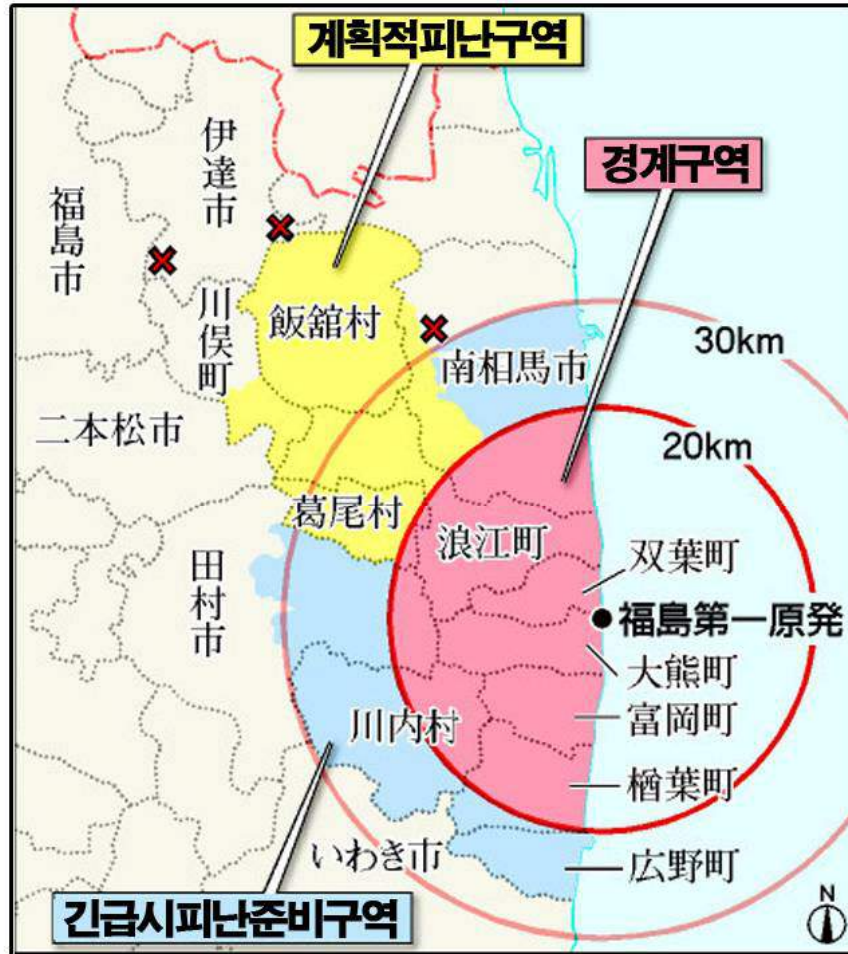 계획적피난구역
경계구역
伊達市
福島市
川俣町
飯舘村
南相馬市
30km
二本松市
20km
葛尾村
浪江町
双葉町
田村市
福島第一原発
大熊町
川内村
富岡町
楢葉町
いわき市
広野町
긴급시피난준비구역
N